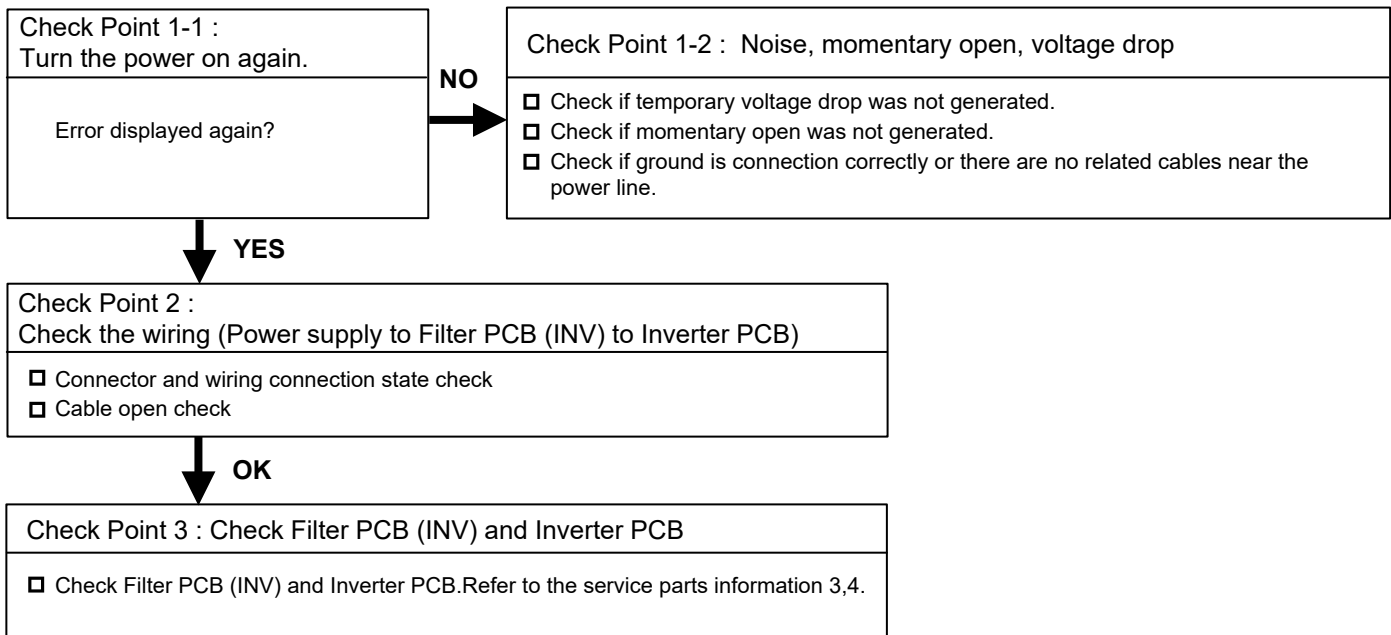 Check Point 1-1 :
Turn the power on again.
Error displayed again?
NO
Check Point 1-2 : Noise, momentary open, voltage drop
Check if temporary voltage drop was not generated.
Check if momentary open was not generated.
Check if ground is connection correctly or there are no related cables near the
power line.
YES
Check Point 2 :
Check the wiring (Power supply to Filter PCB (INV) to Inverter PCB)
Connector and wiring connection state check
Cable open check
OK
Check Point 3 : Check Filter PCB (INV) and Inverter PCB
Check Filter PCB (INV) and Inverter PCB.Refer to the service parts information 3,4.